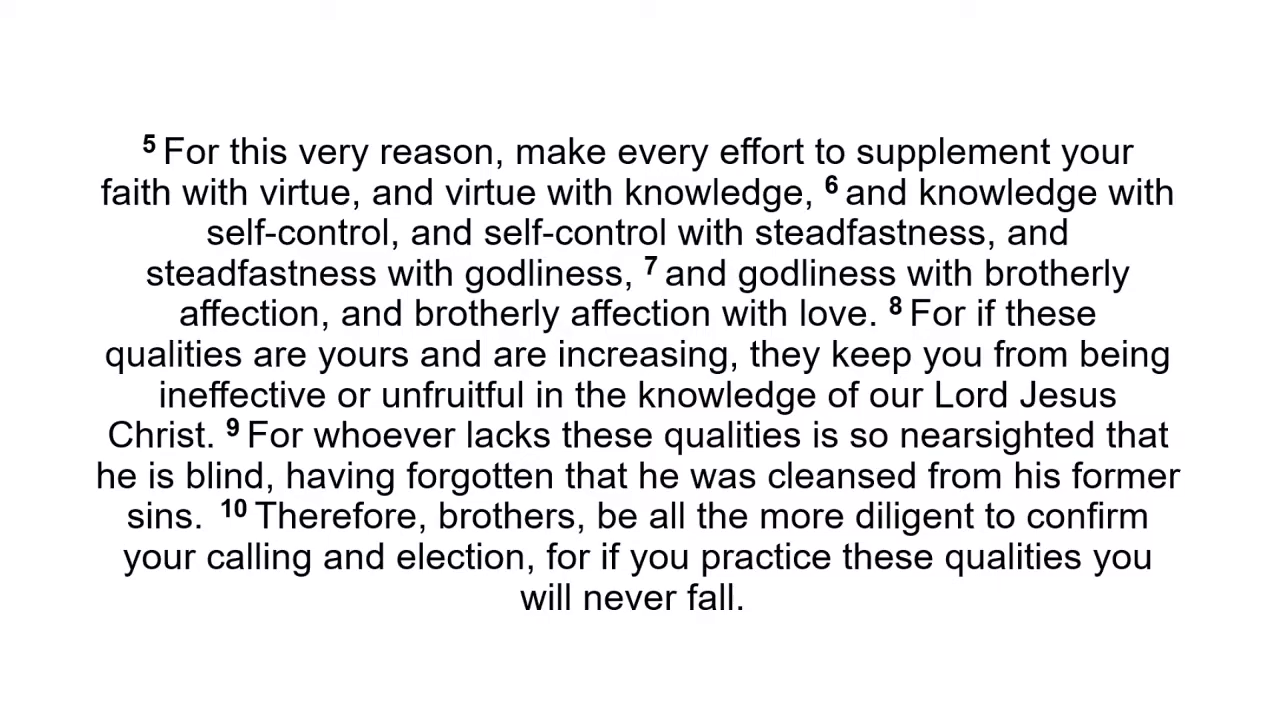 5 For this very reason, make every effort to supplement your
faith with virtue, and virtue with knowledge, 6 and knowledge with
self-control, and self-control with steadfastness, and
steadfastness with godliness, 7 and godliness with brotherly
affection, and brotherly affection with love. 8 For if these
qualities are yours and are increasing, they keep you from being
ineffective or unfruitful in the knowledge of our Lord Jesus
Christ. 9 For whoever lacks these qualities is so nearsighted that
he is blind, having forgotten that he was cleansed from his former
sins. 10 Therefore, brothers, be all the more diligent to confirm
your calling and election, for if you practice these qualities you
will never fall.